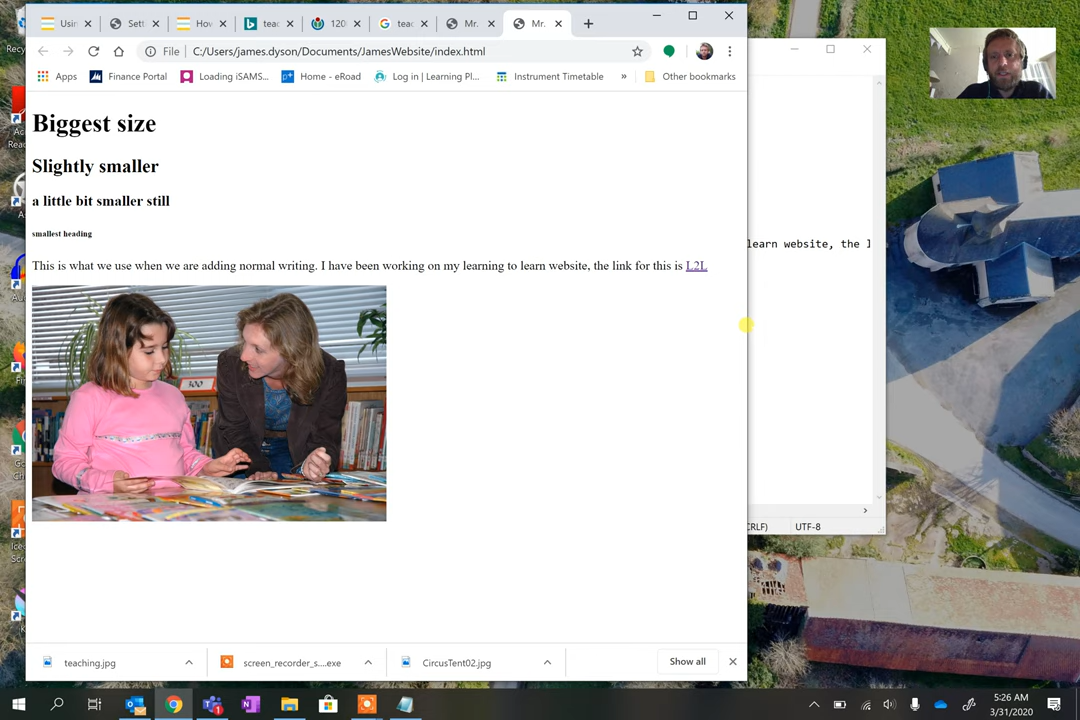 Usin
Sett
How
teac
120
teac
Mr.
Mr.
File
C:/Users/james.dyson/Documents/JamesWebsite/index.html
Apps
Finance Portal
Loading iSAMS...
Home - eRoad
Log in | Learning Pl...
Instrument Timetable
»
Other bookmarks
Biggest size
Slightly smaller
a little bit smaller still
smallest heading
This is what we use when we are adding normal writing. I have been working on my learning to learn website, the link for this is L2L
learn website, the I
300
CRLF)
UTF-8
teaching.jpg
screen_recorder_s....exe
CircusTent02.jpg
Show all
5:26 AM
3/31/2020